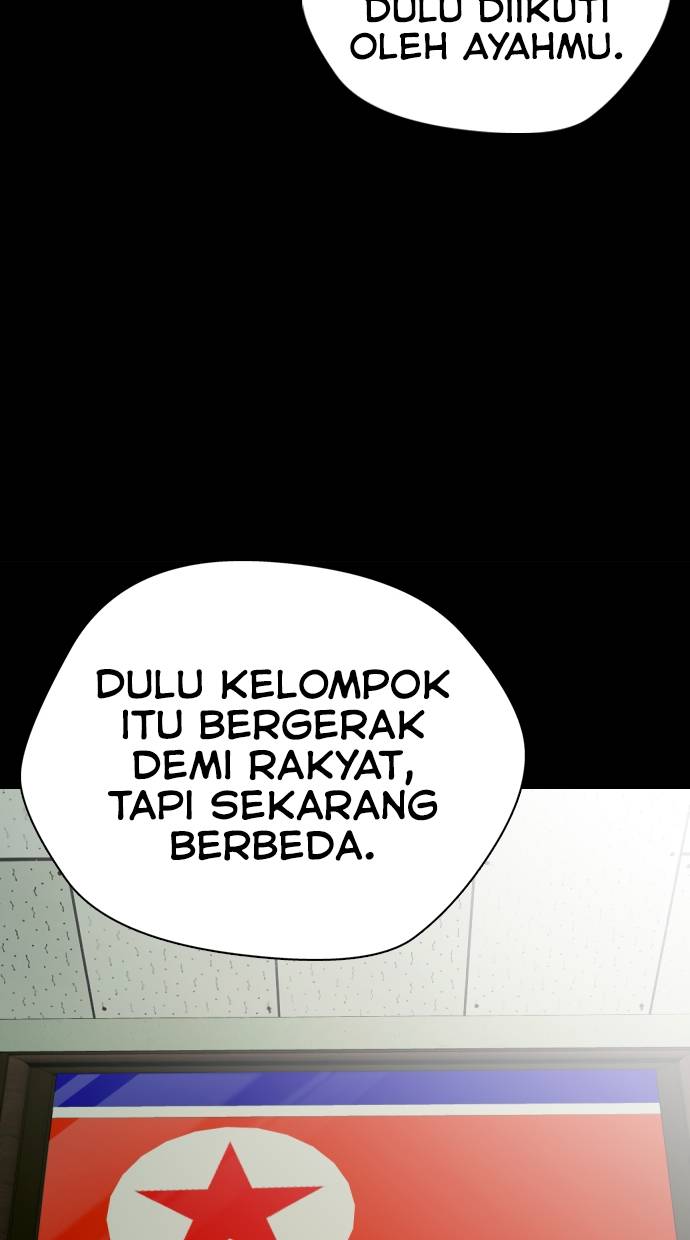 DULU DIIKUTI
OLEH AYAHMU.
DULU KELOMPOK
ITU BERGERAK
DEMI RAKYAT,
TAPI SEKARANG
BERBEDA.